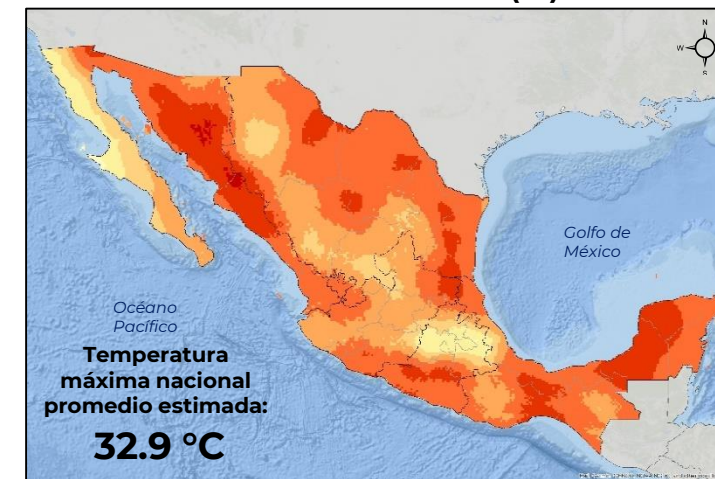 N
W
S
Golfo de
México
Océano
Pacífico
Temperatura
máxima nacional
promedio estimada:
32.9 °C